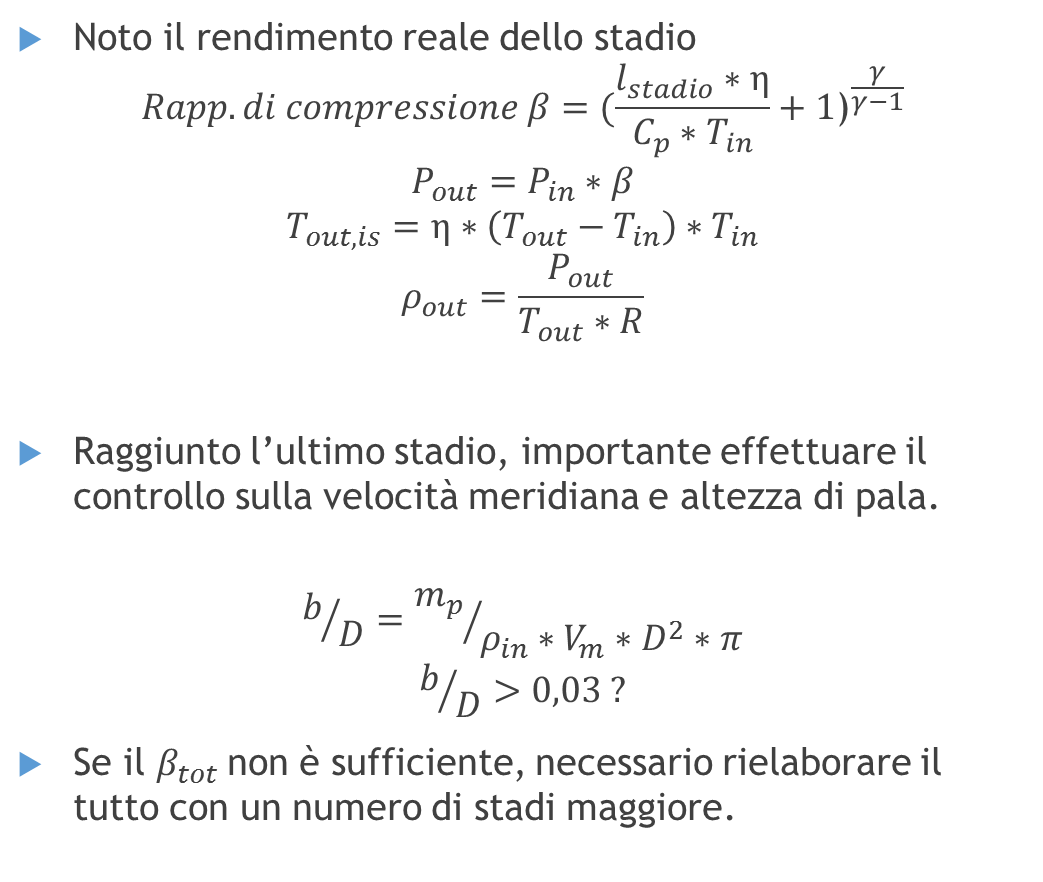 Noto il rendimento reale dello stadio
Rapp. di compressione β = (l_stadio * η / C_p * T_in + 1)^(γ/γ−1)
P_out = P_in * β
T_out,is = η * (T_out − T_in) * T_in
ρ_out = P_out / T_out * R
Raggiunto l’ultimo stadio, importante effettuare il
controllo sulla velocità meridiana e altezza di pala.
b/D = m_p / ρ_in * V_m * D² * π
b/D > 0,03 ?
Se il β_tot non è sufficiente, necessario rielaborare il
tutto con un numero di stadi maggiore.